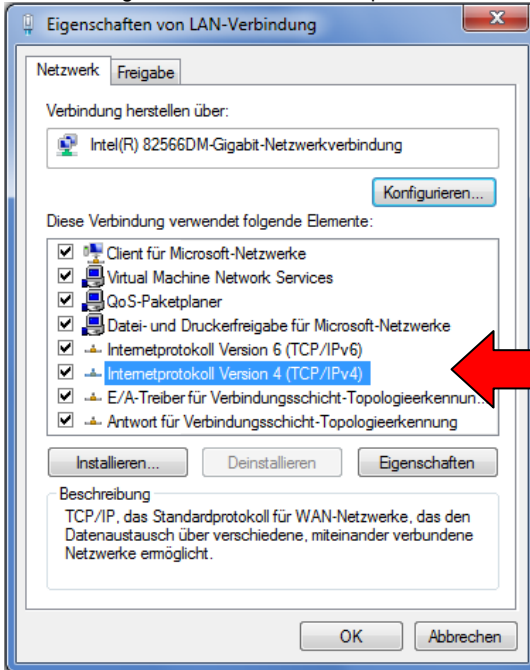 Eigenschaften von LAN-Verbindung
Netzwerk Freigabe
Verbindung herstellen über:
Intel(R) 82566DM-Gigabit-Netzwerkverbindung
Konfigurieren...
Diese Verbindung verwendet folgende Elemente:
Client für Microsoft-Netzwerke
Virtual Machine Network Services
QoS-Paketplaner
Datei- und Druckerfreigabe für Microsoft-Netzwerke
Internetprotokoll Version 6 (TCP/IPv6)
Internetprotokoll Version 4 (TCP/IPv4)
E/A-Treiber für Verbindungsschicht-Topologieerkennun...
Antwort für Verbindungsschicht-Topologieerkennung
Installieren... Deinstallieren Eigenschaften
Beschreibung
TCP/IP, das Standardprotokoll für WAN-Netzwerke, das den
Datenaustausch über verschiedene, miteinander verbundene
Netzwerke ermöglicht.
OK Abbrechen